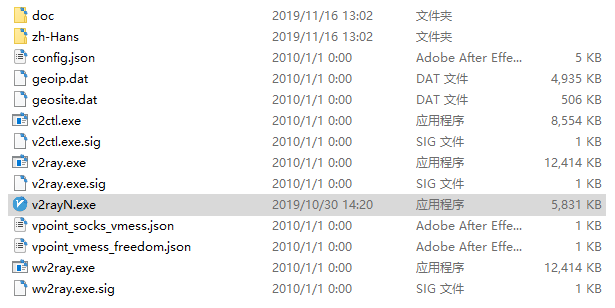 doc 2019/11/16 13:02 文件夹
zh-Hans 2019/11/16 13:02 文件夹
config.json 2010/1/1 0:00 Adobe After Effe... 5 KB
geoip.dat 2010/1/1 0:00 DAT 文件 4,935 KB
geosite.dat 2010/1/1 0:00 DAT 文件 506 KB
v2ctl.exe 2010/1/1 0:00 应用程序 8,554 KB
v2ctl.exe.sig 2010/1/1 0:00 SIG 文件 1 KB
v2ray.exe 2010/1/1 0:00 应用程序 12,414 KB
v2ray.exe.sig 2010/1/1 0:00 SIG 文件 1 KB
v2rayN.exe 2019/10/30 14:20 应用程序 5,831 KB
vpoint_socks_vmess.json 2010/1/1 0:00 Adobe After Effe... 1 KB
vpoint_vmess_freedom.json 2010/1/1 0:00 Adobe After Effe... 1 KB
wv2ray.exe 2010/1/1 0:00 应用程序 12,414 KB
wv2ray.exe.sig 2010/1/1 0:00 SIG 文件 1 KB